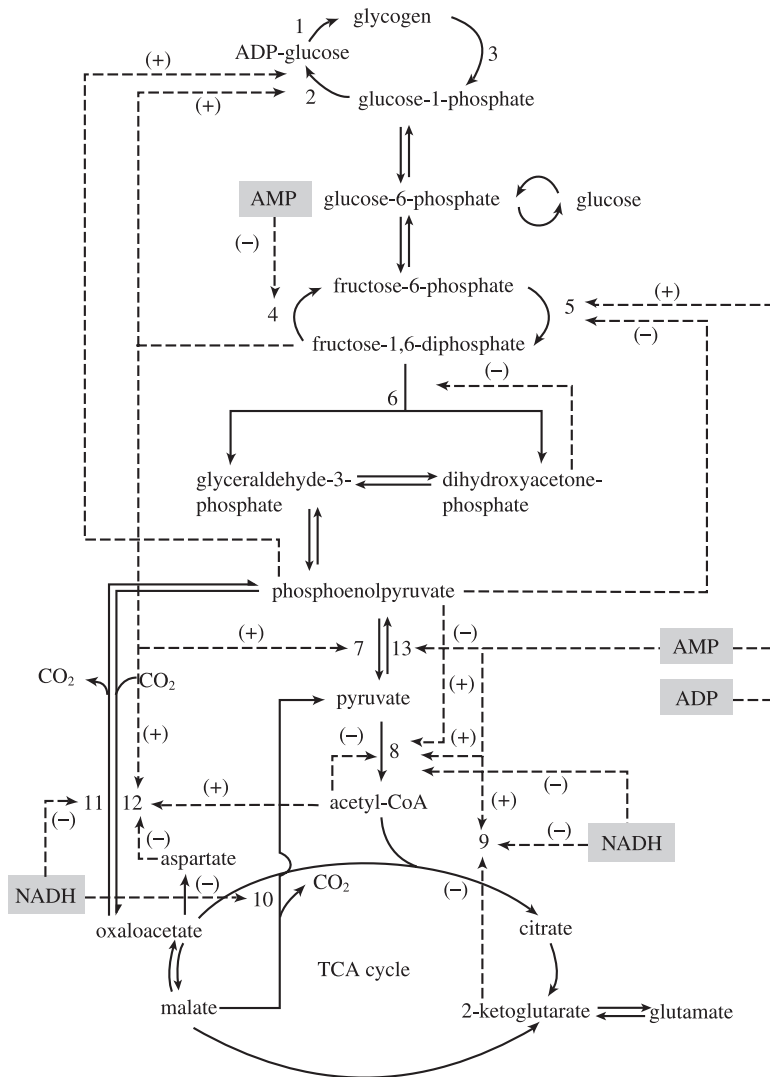 glycogen
1
ADP-glucose
3
(+)
2
(+)
glucose-1-phosphate
AMP
glucose-6-phosphate
glucose
(−)
fructose-6-phosphate
4
5
(+)
(−)
fructose-1,6-diphosphate
(−)
6
glyceraldehyde-3-
phosphate
dihydroxyacetone-
phosphate
phosphoenolpyruvate
(+)
7
13
(−)
AMP
CO₂
CO₂
pyruvate
(+)
ADP
(+)
(−)
8
(+)
(−)
11
12
(+)
acetyl-CoA
(+)
(−)
(−)
9
(−)
NADH
aspartate
NADH
(−)
10
CO₂
(−)
oxaloacetate
citrate
TCA cycle
malate
2-ketoglutarate
glutamate